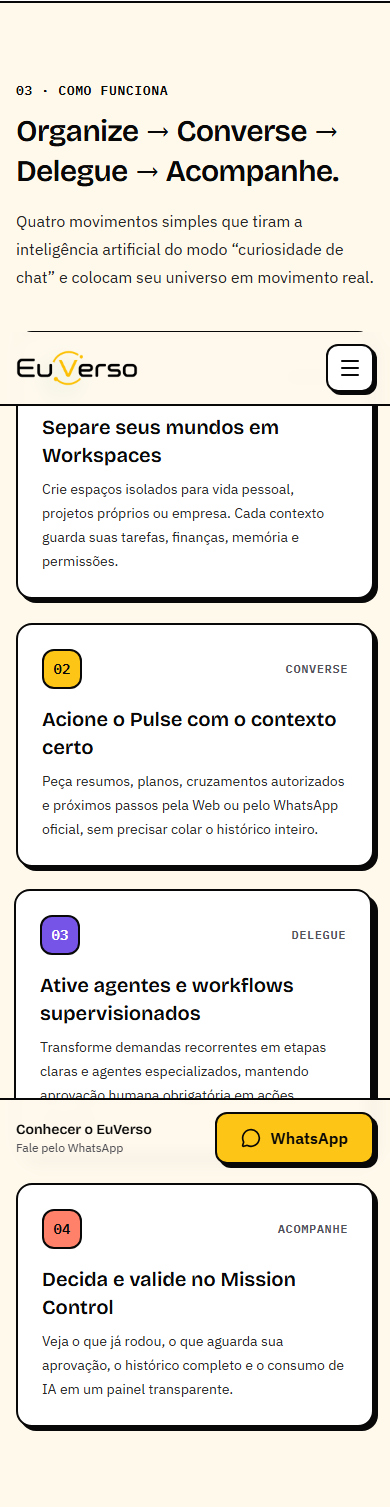 03 · COMO FUNCIONA
Organize → Converse →
Delegue → Acompanhe.
Quatro movimentos simples que tiram a
inteligência artificial do modo “curiosidade de
chat” e colocam seu universo em movimento real.
EuVerso
Separe seus mundos em
Workspaces
Crie espaços isolados para vida pessoal,
projetos próprios ou empresa. Cada contexto
guarda suas tarefas, finanças, memória e
permissões.
02
CONVERSE
Acione o Pulse com o contexto
certo
Peça resumos, planos, cruzamentos autorizados
e próximos passos pela Web ou pelo WhatsApp
oficial, sem precisar colar o histórico inteiro.
03
DELEGUE
Ative agentes e workflows
supervisionados
Transforme demandas recorrentes em etapas
claras e agentes especializados, mantendo
aprovação humana obrigatória em ações
Conhecer o EuVerso
Fale pelo WhatsApp
WhatsApp
04
ACOMPANHE
Decida e valide no Mission
Control
Veja o que já rodou, o que aguarda sua
aprovação, o histórico completo e o consumo de
IA em um painel transparente.